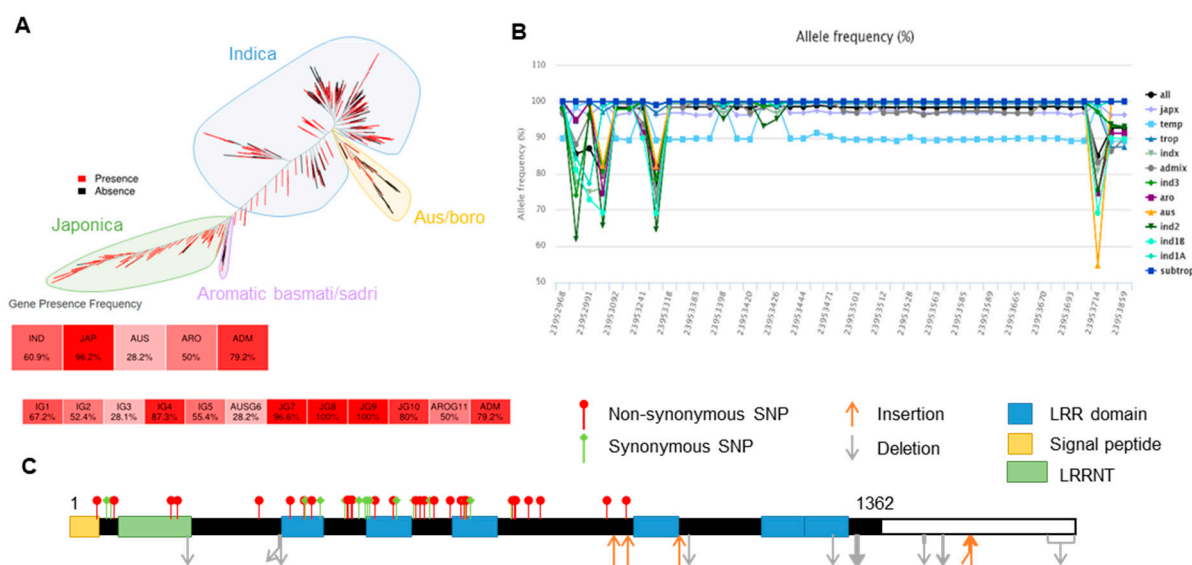 A
Indica
Presence
Absence
Japonica
Aus/boro
Aromatic basmati/sadri
Gene Presence Frequency
IND JAP AUS ARO ADM
60.9% 96.2% 28.2% 50% 79.2%
IG1 IG2 IG3 IG4 IG5 AUSG6 JG7 JG8 JG9 JG10 AROG11 ADM
67.2% 52.4% 28.1% 87.3% 55.4% 28.2% 96.6% 100% 100% 80% 50% 79.2%
B
Allele frequency (%)
Allele frequency (%)
110
100
90
80
70
60
50
23952968 23952991 23953092 23953241 23953318 23953383 23953398 23953420 23953426 23953444 23953471 23953501 23953512 23953528 23953563 23953585 23953589 23953665 23953670 23953693 23953714 23953859
all
japx
temp
trop
indx
admix
ind3
aro
aus
ind2
ind1B
ind1A
subtrop
Non-synonymous SNP
Synonymous SNP
Insertion
Deletion
LRR domain
Signal peptide
LRRNT
C
1
1362